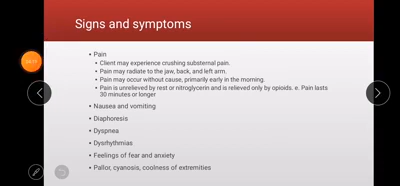 Signs and symptoms
• Pain
• Client may experience crushing substernal pain.
• Pain may radiate to the jaw, back, and left arm.
• Pain may occur without cause, primarily early in the morning.
• Pain is unrelieved by rest or nitroglycerin and is relieved only by opioids. e. Pain lasts
30 minutes or longer
• Nausea and vomiting
• Diaphoresis
• Dyspnea
• Dysrhythmias
• Feelings of fear and anxiety
• Pallor, cyanosis, coolness of extremities